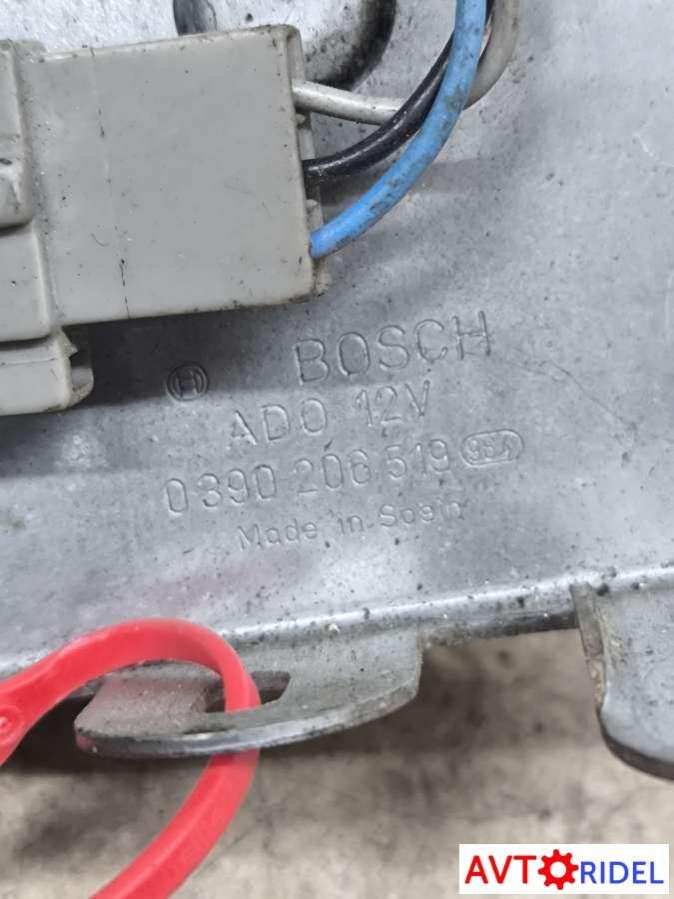 BOSCH
ADO 12V
0 390 206 519
Made in Spain
AVTORIDEL